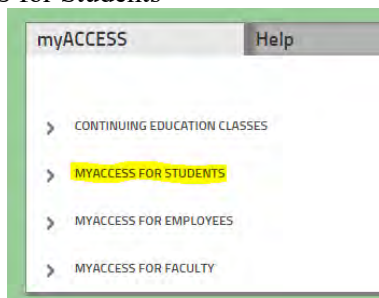 for Students
myACCESS Help
CONTINUING EDUCATION CLASSES
MYACCESS FOR STUDENTS
MYACCESS FOR EMPLOYEES
MYACCESS FOR FACULTY